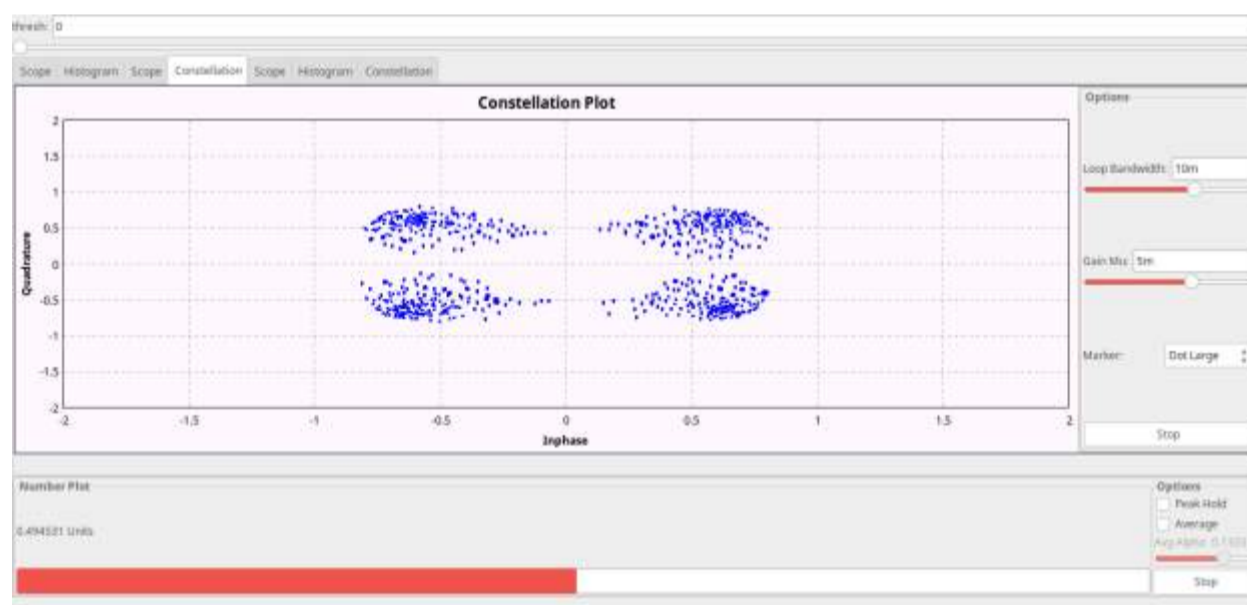 thresh: 0
Scope Histogram Scope Constellation Scope Histogram Constellation
Constellation Plot
Options
2
1.5
1
0.5
0
-0.5
-1
-1.5
-2
Quadrature
-2 -1.5 -1 -0.5 0 0.5 1 1.5 2
Inphase
Loop Bandwidth: 10m
Gain Mu: 5m
Marker: Dot Large
Stop
Number Plot
0.494531 Units
Options
Peak Hold
Average
Avg Alpha:
Stop